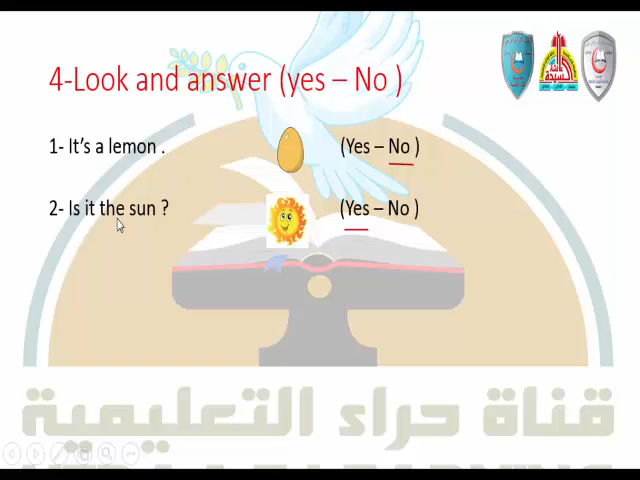 4-Look and answer (yes – No )
1- It's a lemon . (Yes – No )
2- Is it the sun ? (Yes – No )
قناة حراء التعليمية